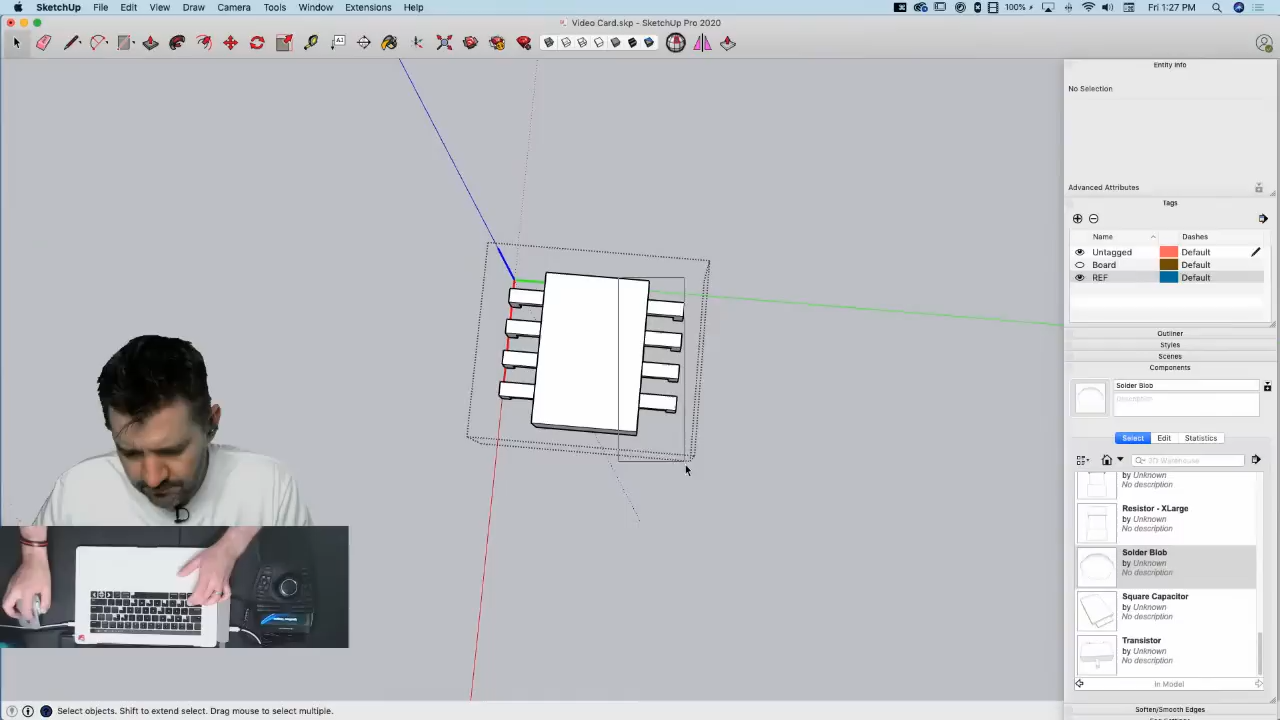 SketchUp File Edit View Draw Camera Tools Window Extensions Help 100% Fri 1:27 PM
Video Card.skp - SketchUp Pro 2020
Entity Info
No Selection
Advanced Attributes
Tags
Name Dashes
Untagged Default
Board Default
REF Default
Outliner
Styles
Scenes
Components
Solder Blob
Description
Select Edit Statistics
3D Warehouse
by Unknown
No description
Resistor - XLarge
by Unknown
No description
Solder Blob
by Unknown
No description
Square Capacitor
by Unknown
No description
Transistor
by Unknown
No description
In Model
Soften/Smooth Edges
Select objects. Shift to extend select. Drag mouse to select multiple.